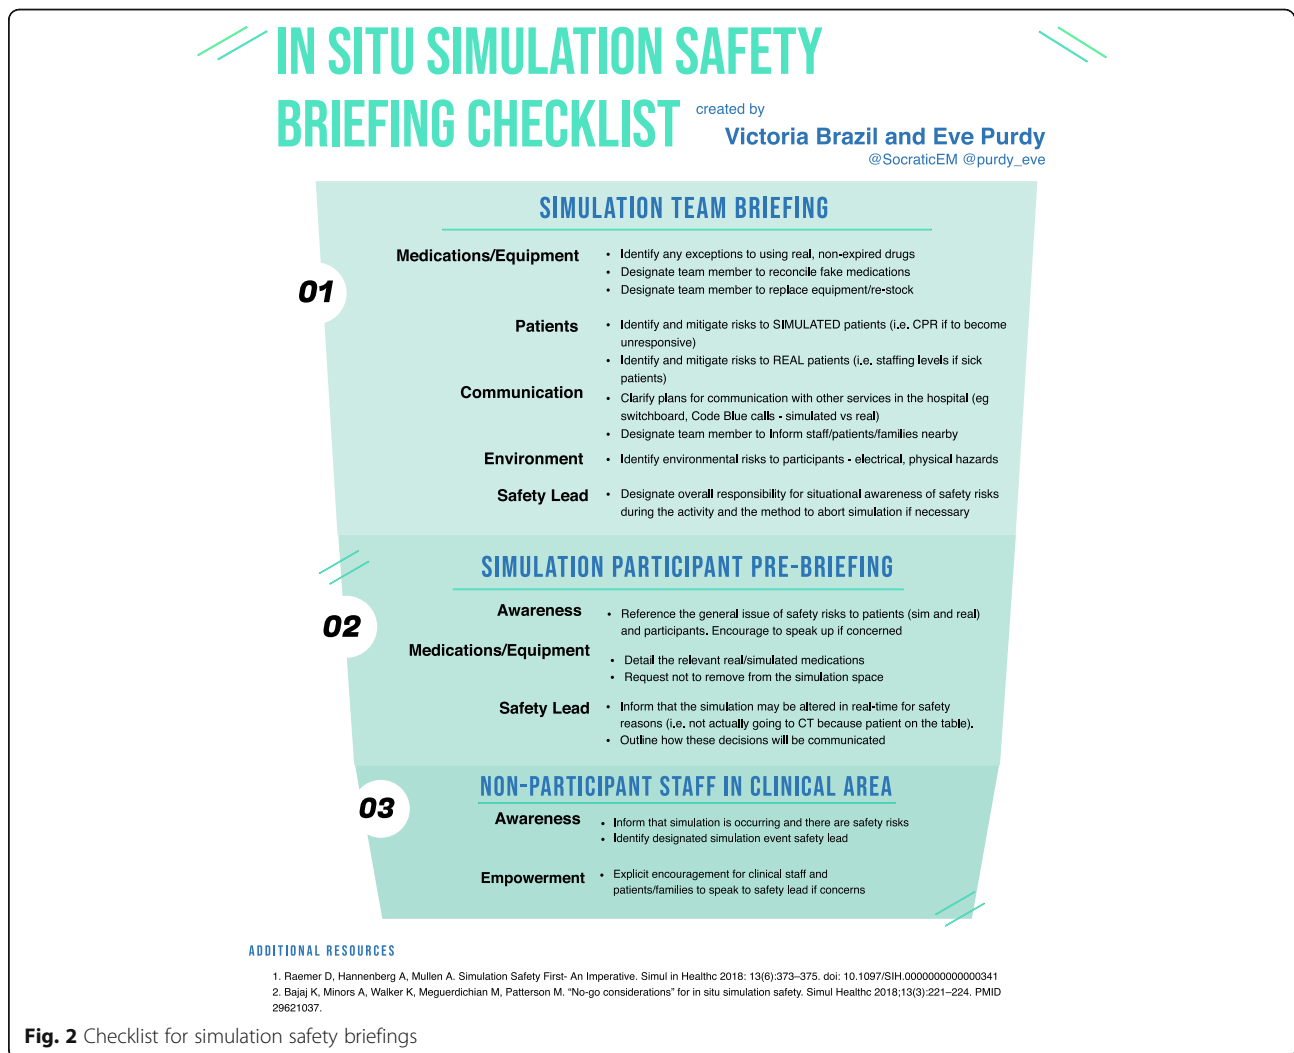 IN SITU SIMULATION SAFETY
BRIEFING CHECKLIST
created by
Victoria Brazil and Eve Purdy
@SocraticEM @purdy_eve
SIMULATION TEAM BRIEFING
01
Medications/Equipment
• Identify any exceptions to using real, non-expired drugs
• Designate team member to reconcile fake medications
• Designate team member to replace equipment/re-stock
Patients
• Identify and mitigate risks to SIMULATED patients (i.e. CPR if to become
unresponsive)
• Identify and mitigate risks to REAL patients (i.e. staffing levels if sick
patients)
Communication
• Clarify plans for communication with other services in the hospital (eg
switchboard, Code Blue calls - simulated vs real)
• Designate team member to Inform staff/patients/families nearby
Environment
• Identify environmental risks to participants - electrical, physical hazards
Safety Lead
• Designate overall responsibility for situational awareness of safety risks
during the activity and the method to abort simulation if necessary
SIMULATION PARTICIPANT PRE-BRIEFING
02
Awareness
• Reference the general issue of safety risks to patients (sim and real)
and participants. Encourage to speak up if concerned
Medications/Equipment
• Detail the relevant real/simulated medications
• Request not to remove from the simulation space
Safety Lead
• Inform that the simulation may be altered in real-time for safety
reasons (i.e. not actually going to CT because patient on the table).
• Outline how these decisions will be communicated
NON-PARTICIPANT STAFF IN CLINICAL AREA
03
Awareness
• Inform that simulation is occurring and there are safety risks
• Identify designated simulation event safety lead
Empowerment
• Explicit encouragement for clinical staff and
patients/families to speak to safety lead if concerns
ADDITIONAL RESOURCES
1. Raemer D, Hannenberg A, Mullen A. Simulation Safety First- An Imperative. Simul in Healthc 2018: 13(6):373–375. doi: 10.1097/SIH.0000000000000341
2. Bajaj K, Minors A, Walker K, Meguerdichian M, Patterson M. “No-go considerations” for in situ simulation safety. Simul Healthc 2018;13(3):221–224. PMID
29621037.
Fig. 2 Checklist for simulation safety briefings